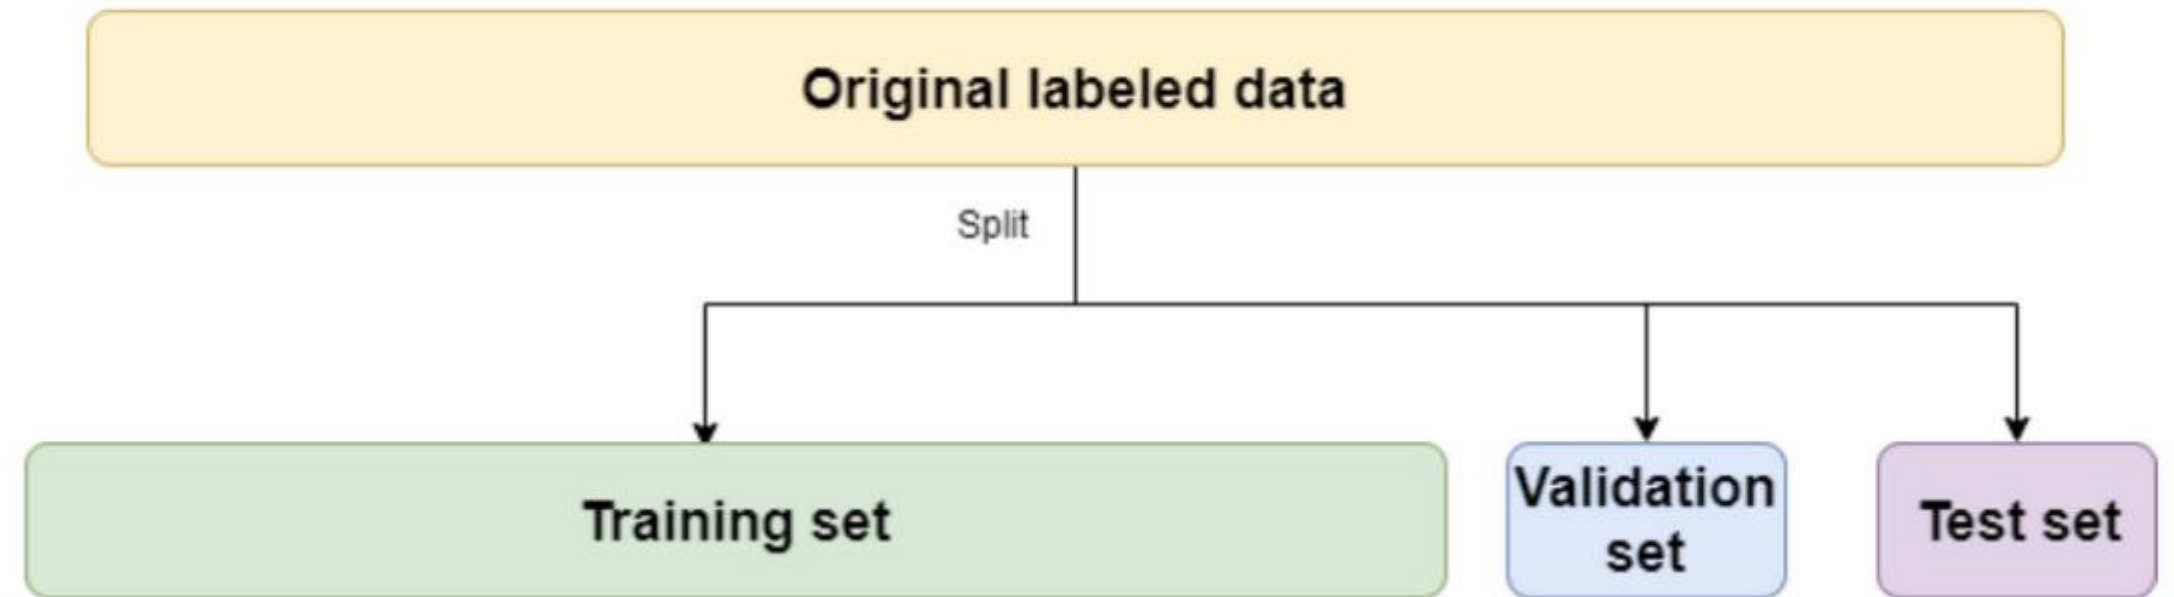 Original labeled data
Split
Training set
Validation
set
Test set